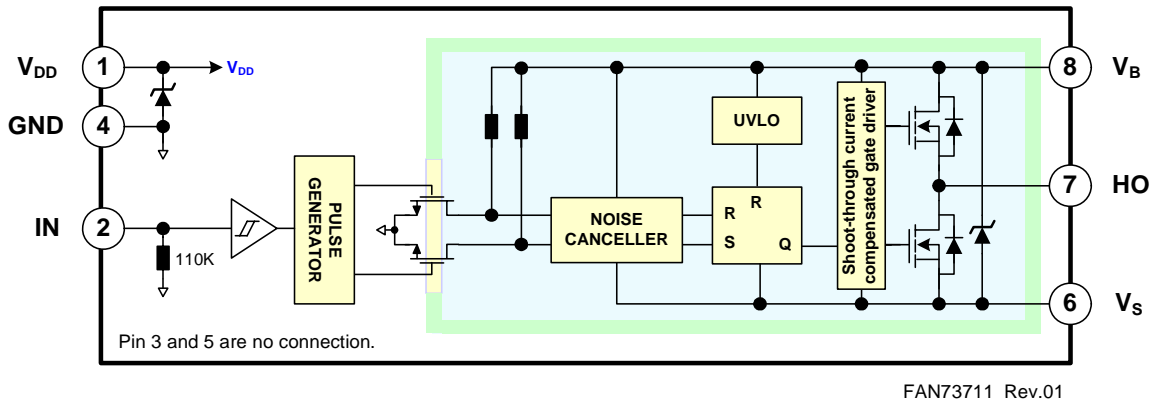 V_DD
1
V_DD
8
V_B
GND
4
UVLO
Shoot-through current
compensated gate driver
7
HO
IN
2
PULSE
GENERATOR
NOISE
CANCELLER
R
R
S
Q
110K
6
V_S
Pin 3 and 5 are no connection.
FAN73711 Rev.01